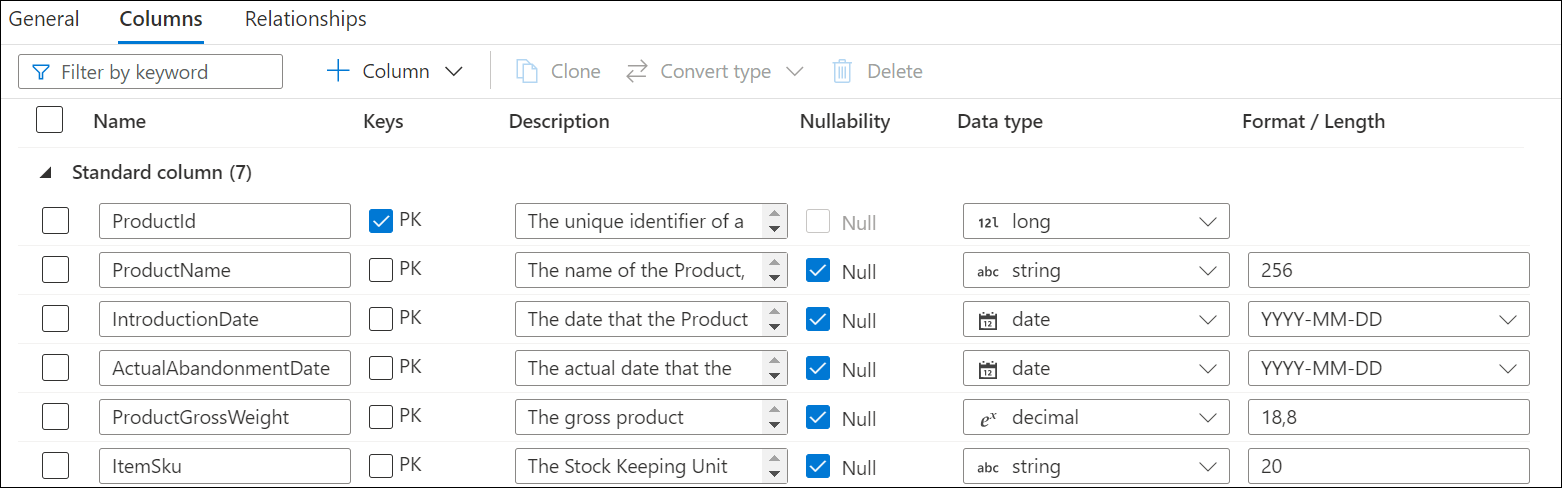 General Columns Relationships
Filter by keyword Column Clone Convert type Delete
Name Keys Description Nullability Data type Format / Length
Standard column (7)
ProductId PK The unique identifier of a Null 12l long
ProductName PK The name of the Product, Null abc string 256
IntroductionDate PK The date that the Product Null 12 date YYYY-MM-DD
ActualAbandonmentDate PK The actual date that the Null 12 date YYYY-MM-DD
ProductGrossWeight PK The gross product Null eˣ decimal 18,8
ItemSku PK The Stock Keeping Unit Null abc string 20